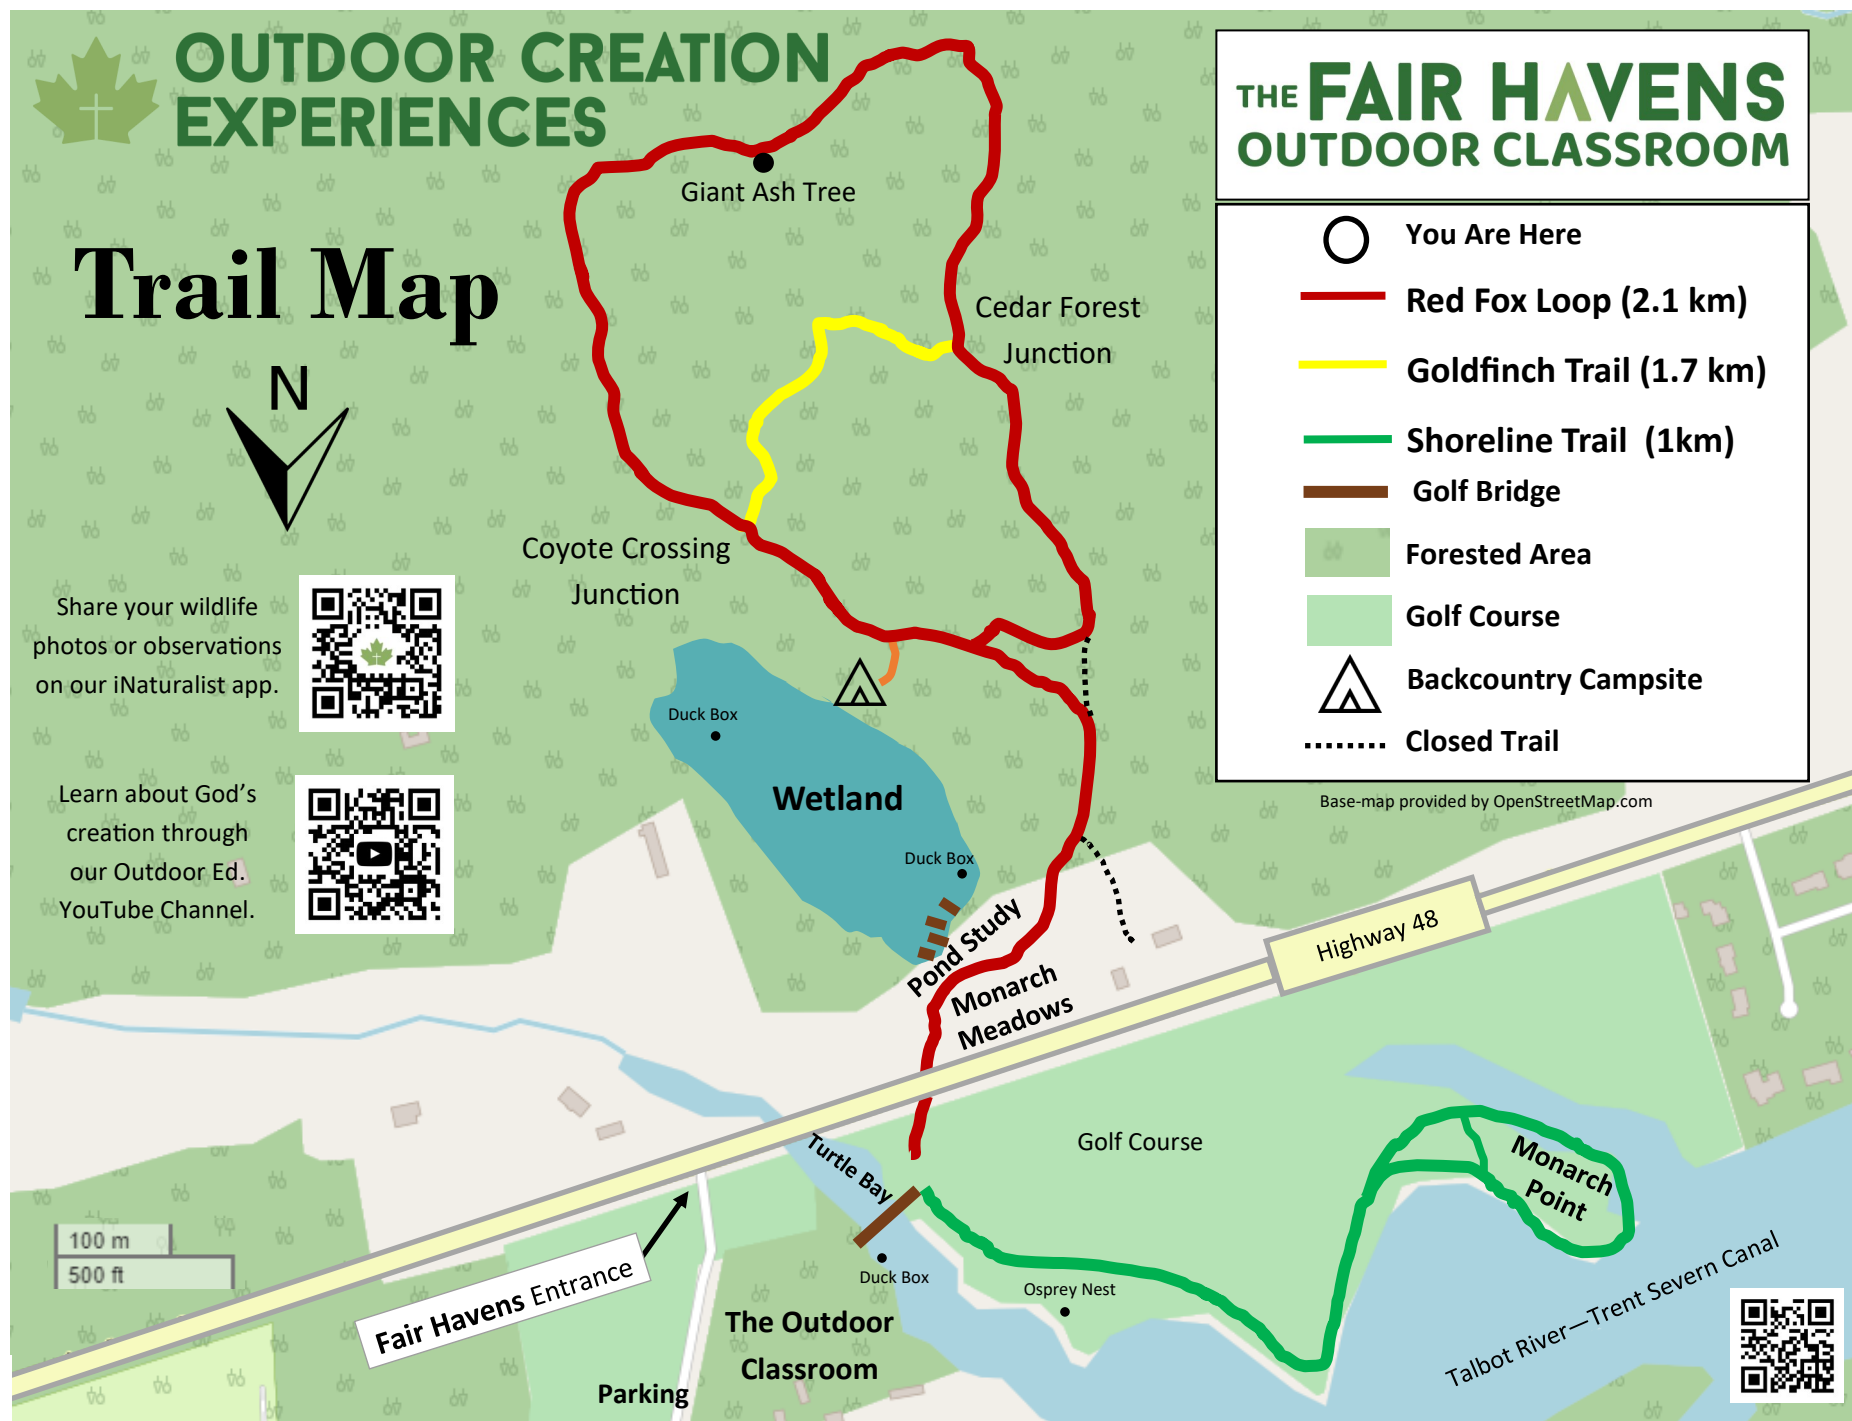 OUTDOOR CREATION
EXPERIENCES
THE FAIR HAVENS
OUTDOOR CLASSROOM
Trail Map
N
Giant Ash Tree
Cedar Forest
Junction
Coyote Crossing
Junction
You Are Here
Red Fox Loop (2.1 km)
Goldfinch Trail (1.7 km)
Shoreline Trail (1km)
Golf Bridge
Forested Area
Golf Course
Backcountry Campsite
Closed Trail
Base-map provided by OpenStreetMap.com
Share your wildlife
photos or observations
on our iNaturalist app.
Learn about God's
creation through
our Outdoor Ed.
YouTube Channel.
Duck Box
Wetland
Duck Box
Pond Study
Monarch
Meadows
Highway 48
Turtle Bay
Golf Course
Monarch
Point
100 m
500 ft
Fair Havens Entrance
Duck Box
Osprey Nest
The Outdoor
Classroom
Parking
Talbot River—Trent Severn Canal